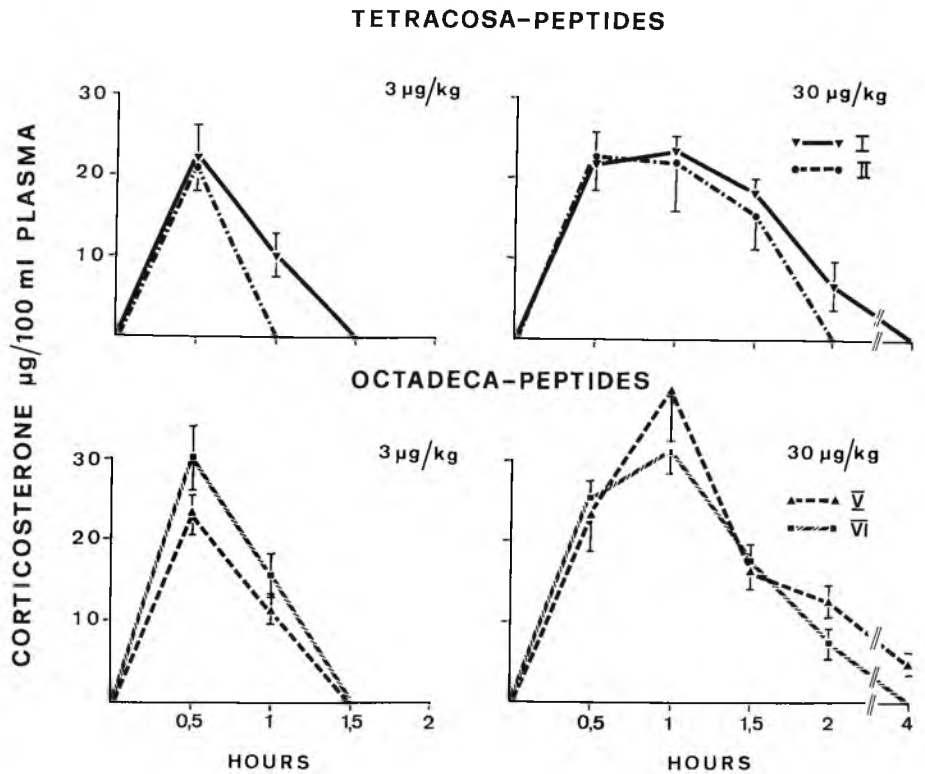 TETRACOSA-PEPTIDES
CORTICOSTERONE µg/100 ml PLASMA
3 µg/kg
30
20
10
30 µg/kg
I
II
OCTADECA-PEPTIDES
3 µg/kg
30
20
10
0,5 1 1,5 2
HOURS
30 µg/kg
V
VI
0,5 1 1,5 2 4
HOURS